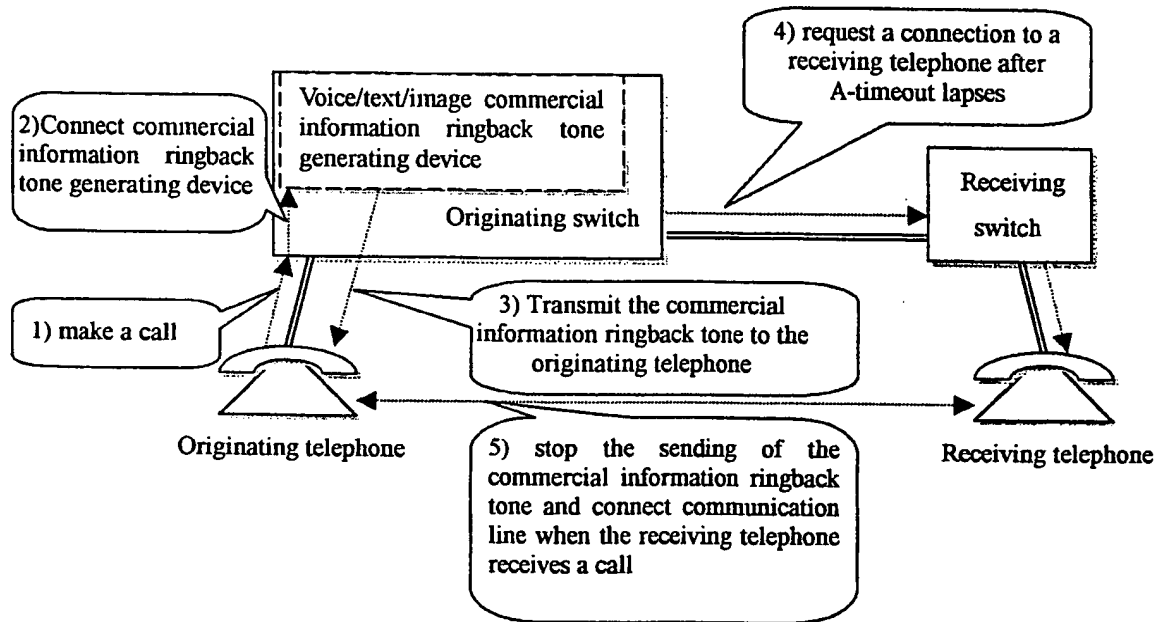 4) request a connection to a
receiving telephone after
A-timeout lapses
Voice/text/image commercial
information ringback tone
generating device
2)Connect commercial
information ringback
tone generating device
Originating switch
Receiving
switch
1) make a call
3) Transmit the commercial
information ringback tone to the
originating telephone
Originating telephone
Receiving telephone
5) stop the sending of the
commercial information ringback
tone and connect communication
line when the receiving telephone
receives a call